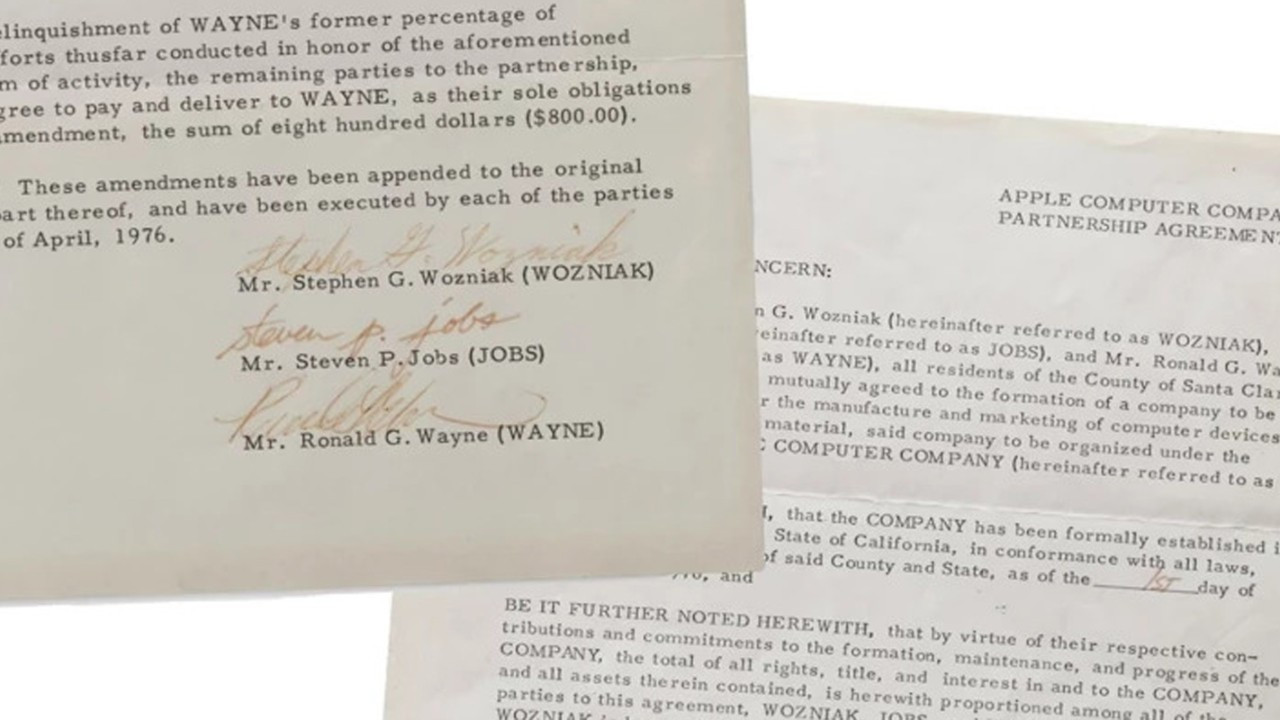 elinquishment of WAYNE's former percentage of
forts thusfar conducted in honor of the aforementioned
m of activity, the remaining parties to the partnership,
gree to pay and deliver to WAYNE, as their sole obligations
mendment, the sum of eight hundred dollars ($800.00).
These amendments have been appended to the original
art thereof, and have been executed by each of the parties
of April, 1976.
Stephen G. Wozniak
Mr. Stephen G. Wozniak (WOZNIAK)
steven p. jobs
Mr. Steven P. Jobs (JOBS)
Mr. Ronald G. Wayne (WAYNE)
APPLE COMPUTER COMPA
PARTNERSHIP AGREEMENT
NCERN:
n G. Wozniak (hereinafter referred to as WOZNIAK),
einafter referred to as JOBS), and Mr. Ronald G. Wa
as WAYNE), all residents of the County of Santa Clar
mutually agreed to the formation of a company to be
r the manufacture and marketing of computer devices
material, said company to be organized under the
COMPUTER COMPANY (hereinafter referred to as
H, that the COMPANY has been formally established i
State of California, in conformance with all laws,
of said County and State, as of the 1st day of
and
BE IT FURTHER NOTED HEREWITH, that by virtue of their respective con-
tributions and commitments to the formation, maintenance, and progress of the
COMPANY, the total of all rights, title, and interest in and to the COMPANY,
and all assets therein contained, is herewith proportioned among all of the
parties to this agreement, WOZNIAK, JOBS
WOZNIAK